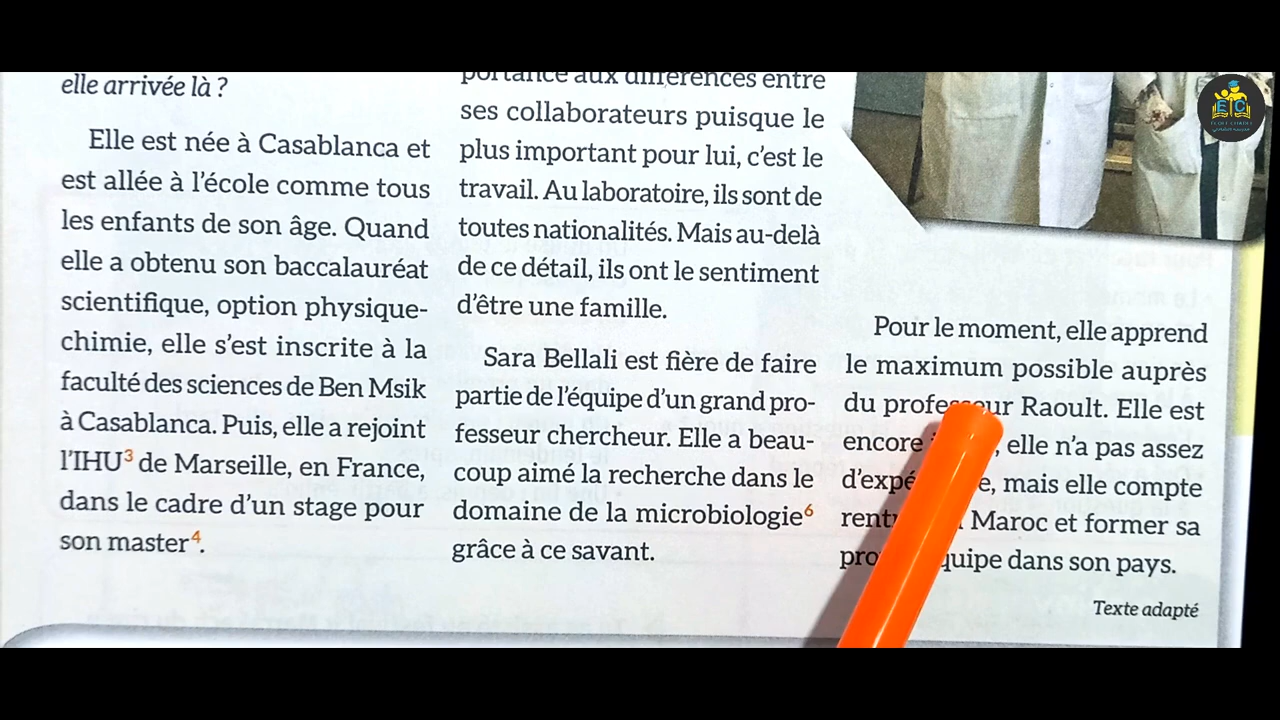 elle arrivée là ?
Elle est née à Casablanca et
est allée à l'école comme tous
les enfants de son âge. Quand
elle a obtenu son baccalauréat
scientifique, option physique-
chimie, elle s'est inscrite à la
faculté des sciences de Ben Msik
à Casablanca. Puis, elle a rejoint
l'IHU³ de Marseille, en France,
dans le cadre d'un stage pour
son master⁴.
portance aux différences entre
ses collaborateurs puisque le
plus important pour lui, c'est le
travail. Au laboratoire, ils sont de
toutes nationalités. Mais au-delà
de ce détail, ils ont le sentiment
d'être une famille.
Sara Bellali est fière de faire
partie de l'équipe d'un grand pro-
fesseur chercheur. Elle a beau-
coup aimé la recherche dans le
domaine de la microbiologie⁶
grâce à ce savant.
Pour le moment, elle apprend
le maximum possible auprès
du professeur Raoult. Elle est
encore , elle n'a pas assez
mais elle compte
Maroc et former sa
dans son pays.
Texte adapté
EC